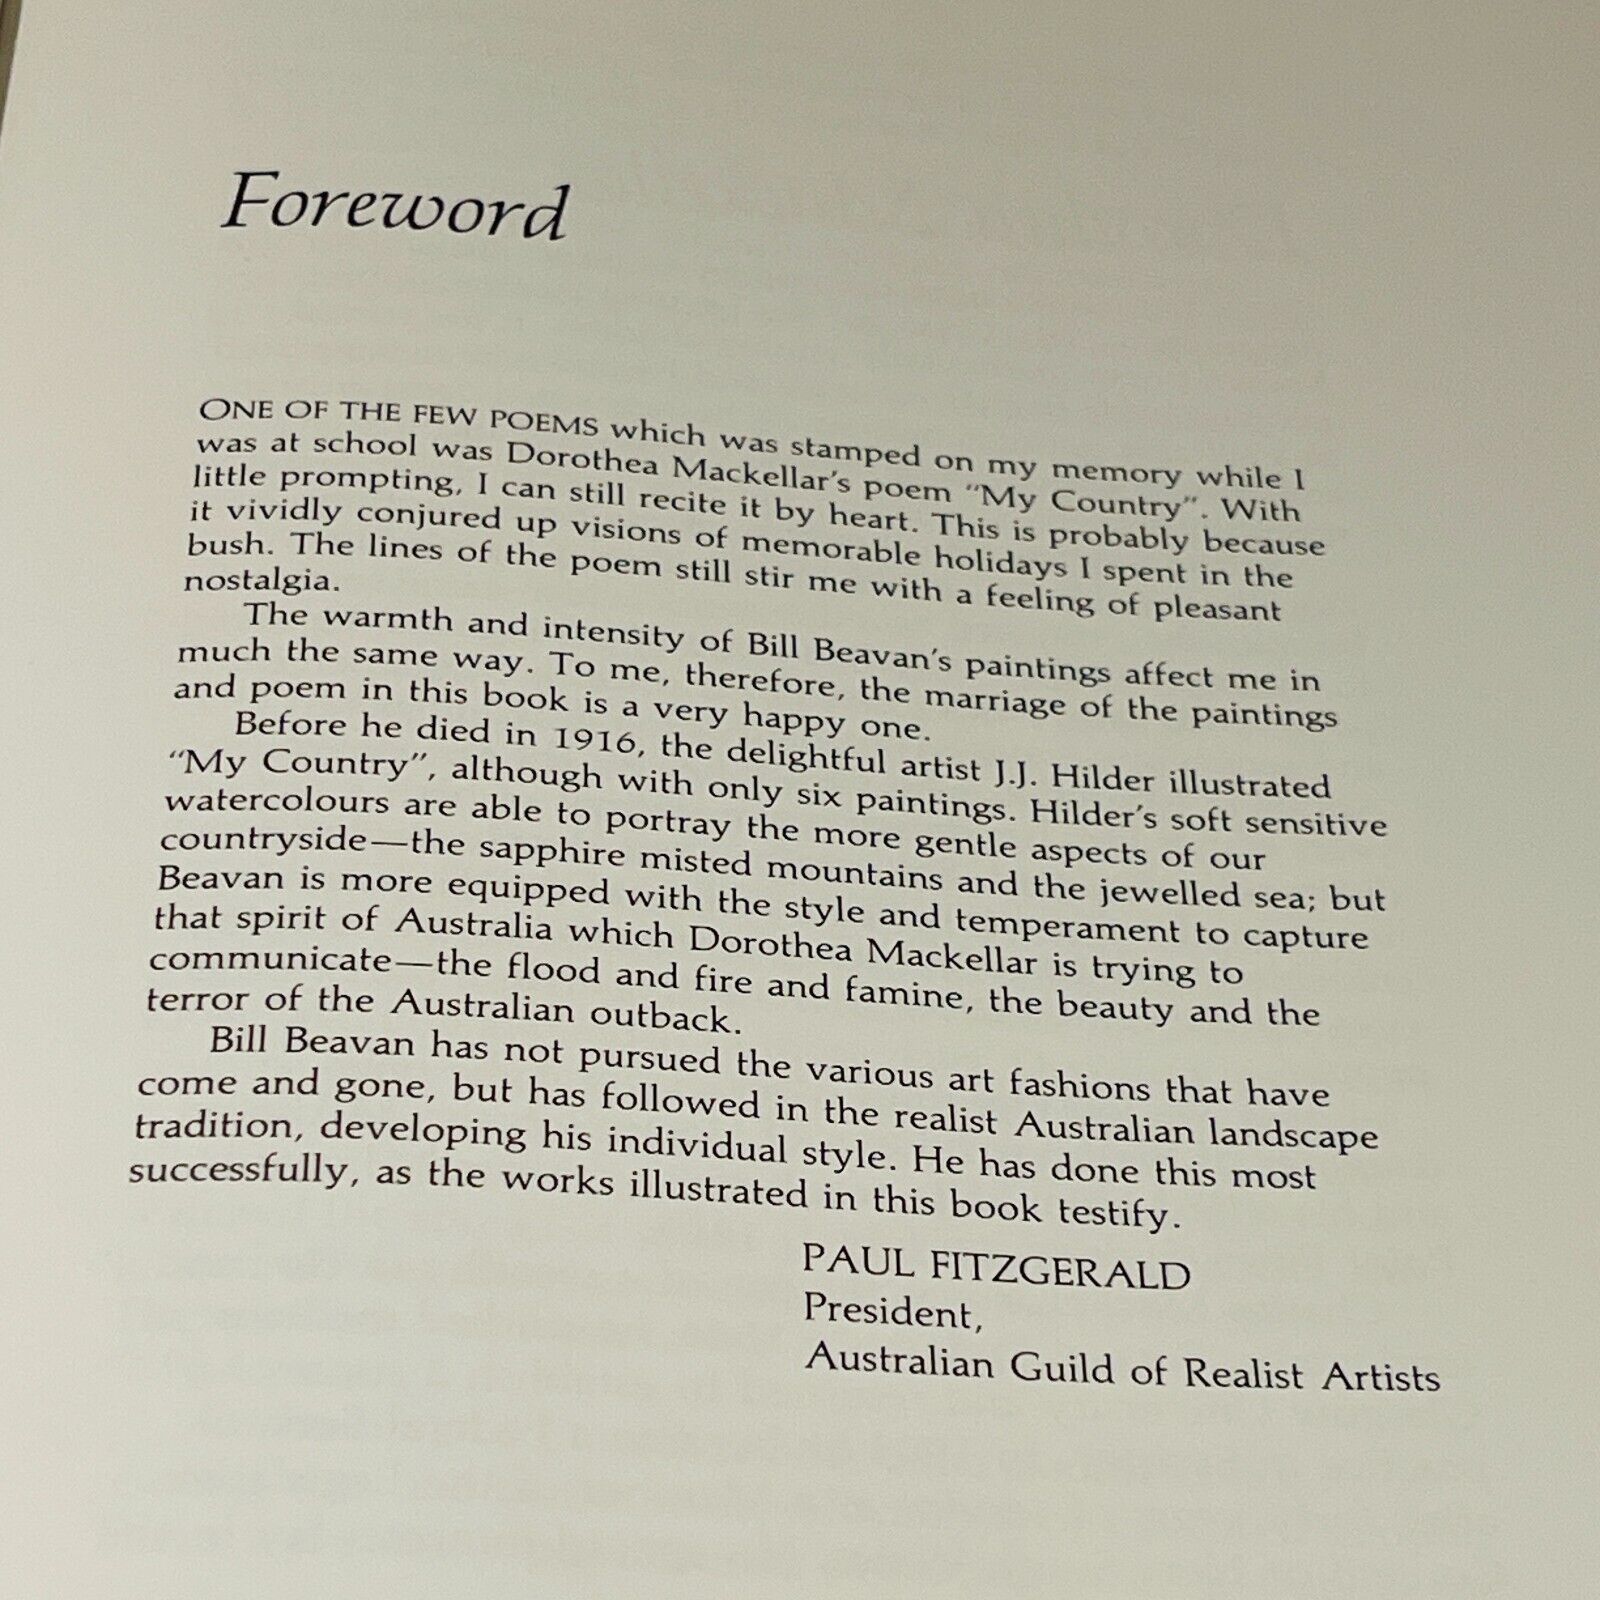 Foreword
ONE OF THE FEW POEMS which was stamped on my memory while I
was at school was Dorothea Mackellar's poem "My Country". With
little prompting, I can still recite it by heart. This is probably because
it vividly conjured up visions of memorable holidays I spent in the
bush. The lines of the poem still stir me with a feeling of pleasant
nostalgia.
The warmth and intensity of Bill Beavan's paintings affect me in
much the same way. To me, therefore, the marriage of the paintings
and poem in this book is a very happy one.
Before he died in 1916, the delightful artist J.J. Hilder illustrated
"My Country", although with only six paintings. Hilder's soft sensitive
watercolours are able to portray the more gentle aspects of our
countryside—the sapphire misted mountains and the jewelled sea; but
Beavan is more equipped with the style and temperament to capture
that spirit of Australia which Dorothea Mackellar is trying to
communicate—the flood and fire and famine, the beauty and the
terror of the Australian outback.
Bill Beavan has not pursued the various art fashions that have
come and gone, but has followed in the realist Australian landscape
tradition, developing his individual style. He has done this most
successfully, as the works illustrated in this book testify.
PAUL FITZGERALD
President,
Australian Guild of Realist Artists